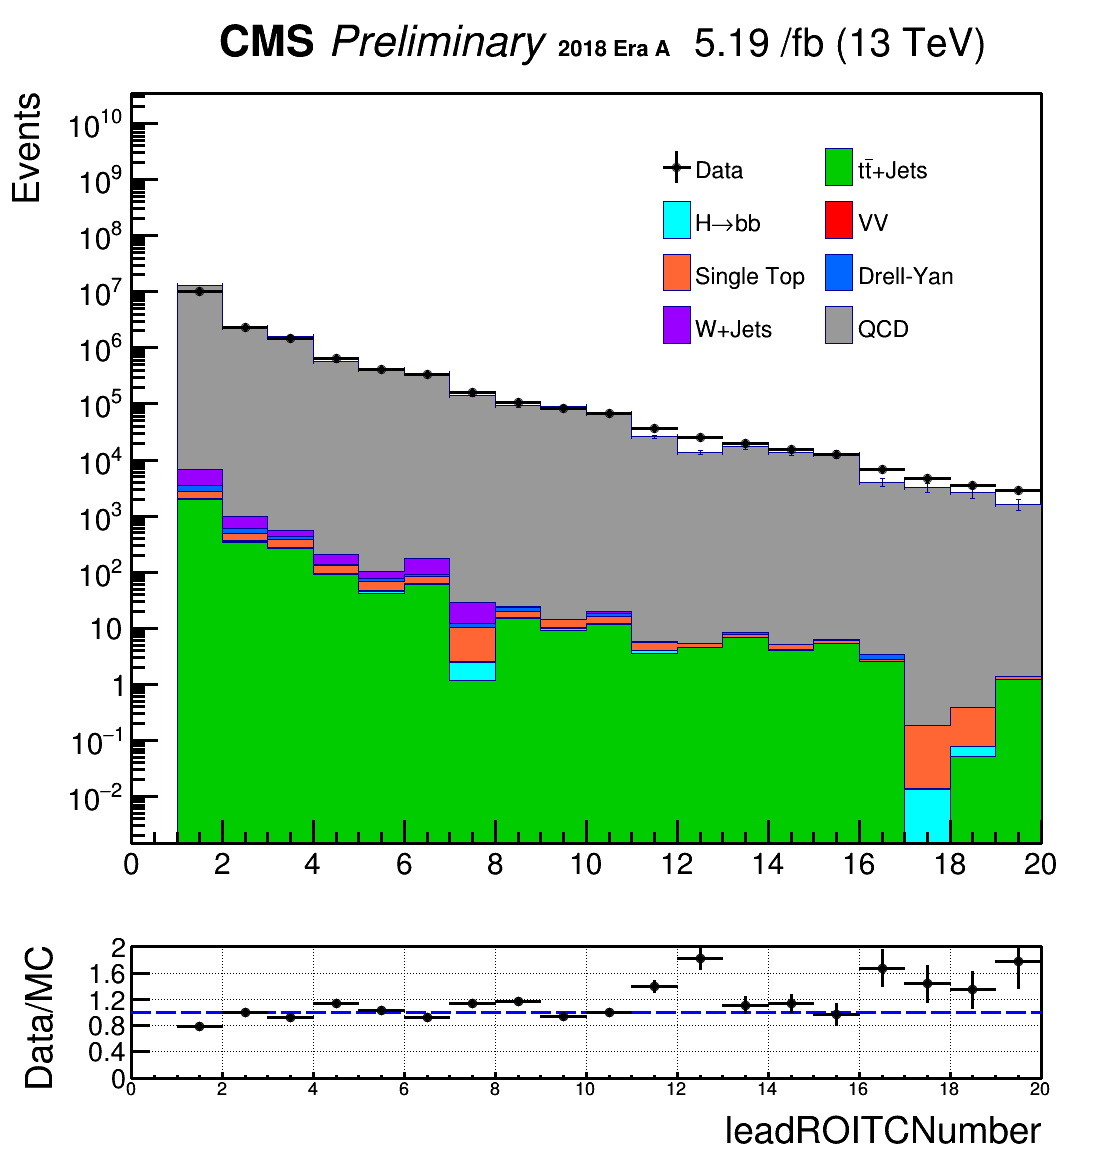 CMS Preliminary 2018 Era A 5.19 /fb (13 TeV)
Events
10^10
10^9
10^8
10^7
10^6
10^5
10^4
10^3
10^2
10
1
10^−1
10^−2
Data
tt̄+Jets
H→bb
VV
Single Top
Drell-Yan
W+Jets
QCD
0 2 4 6 8 10 12 14 16 18 20
Data/MC
2
1.6
1.2
0.8
0.4
0
0 2 4 6 8 10 12 14 16 18 20
leadROITCNumber